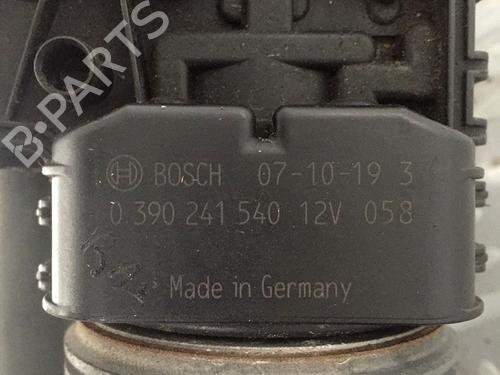 B-PARTS
BOSCH 07-10-19 3
0 390 241 540 12V 058
Made in Germany